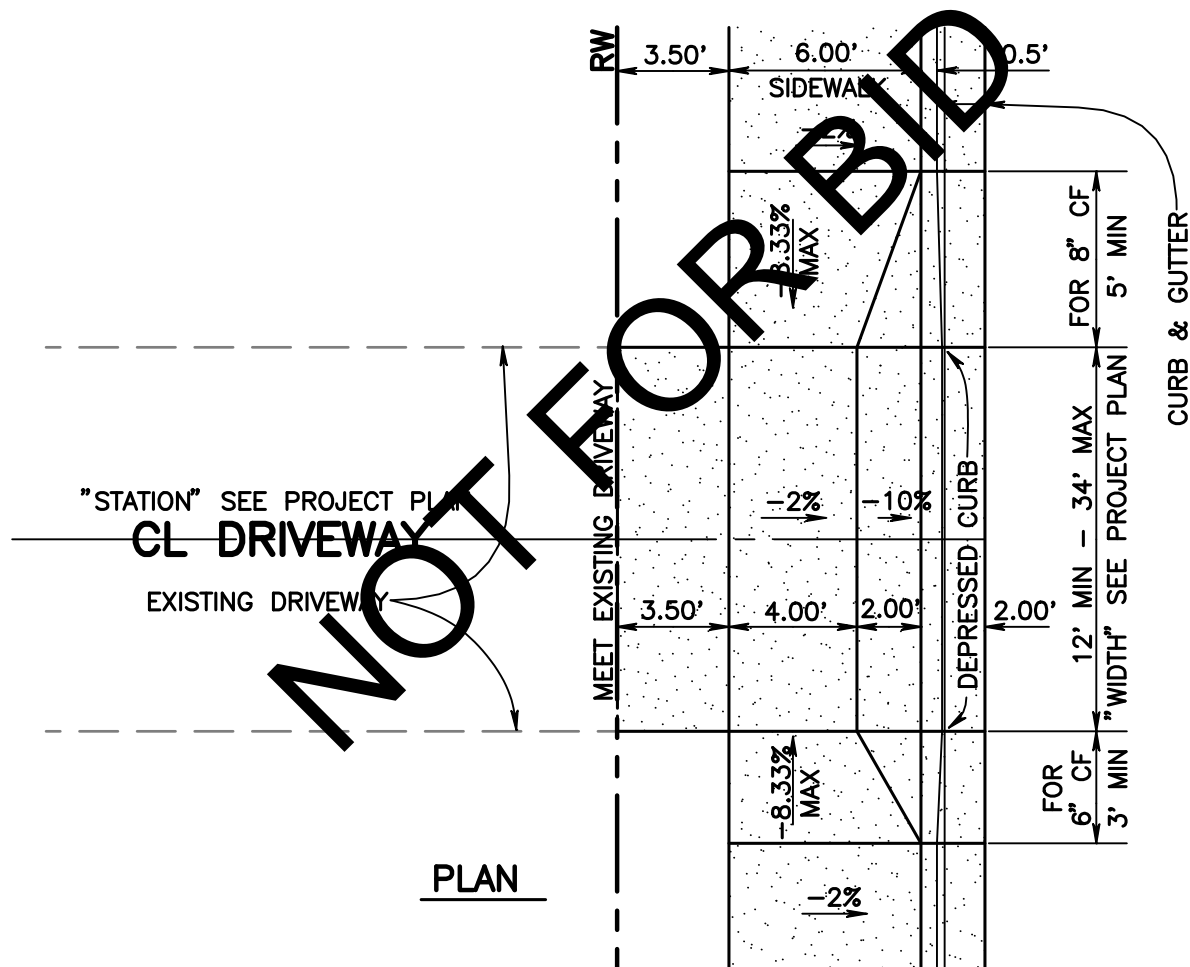 RW
3.50'
6.00'
0.5'
SIDEWALK
-2%
-8.33%
MAX
FOR 8" CF
5' MIN
CURB & GUTTER
"STATION" SEE PROJECT PLAN
CL DRIVEWAY
EXISTING DRIVEWAY
MEET EXISTING DRIVEWAY
-2%
-10%
DEPRESSED CURB
12' MIN - 34' MAX
"WIDTH" SEE PROJECT PLAN
3.50'
4.00'
2.00'
2.00'
-8.33%
MAX
FOR
6" CF
3' MIN
PLAN
-2%
NOT FOR BID